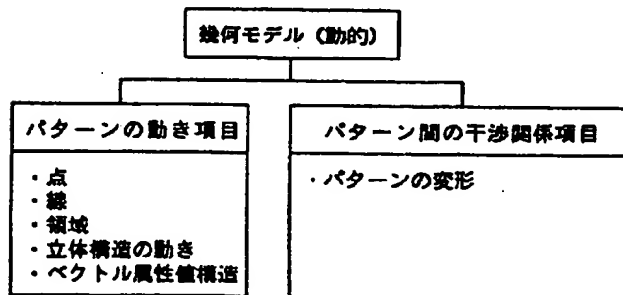 幾何モデル（動的）
パターンの動き項目
・点
・線
・領域
・立体構造の動き
・ベクトル属性値構造
パターン間の干渉関係項目
・パターンの変形